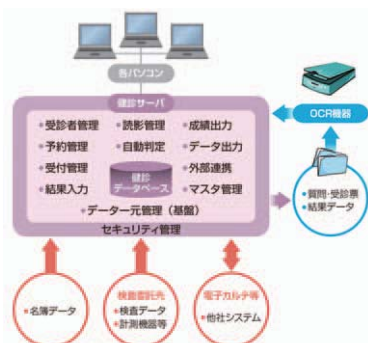 各パソコン
健診サーバ
●受診者管理 ●読影管理 ●成績出力
●予約管理 ●自動判定 ●データ出力
●受付管理 健診データベース ●外部連携
●結果入力 ●マスタ管理
●データ一元管理（基盤）
セキュリティ管理
OCR機器
●質問・受診票
●結果データ
●名簿データ
検査委託先
●検査データ
●計測機器等
電子カルテ等
●他社システム